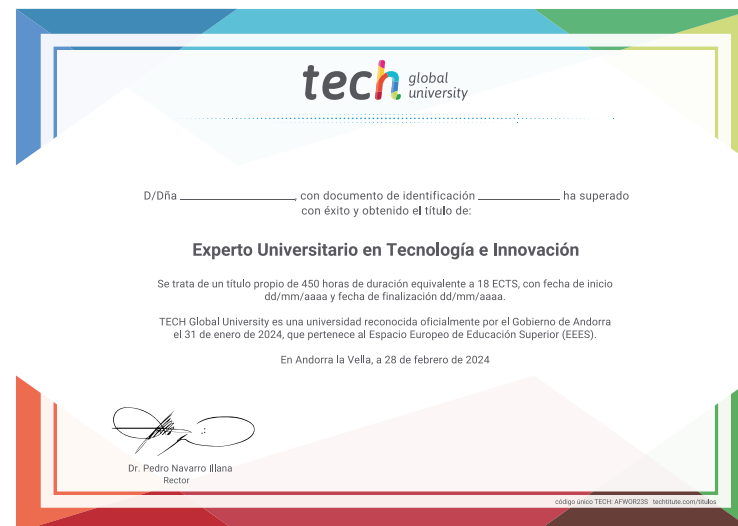 tech global university
D/Dña ____________, con documento de identificación ____________ ha superado
con éxito y obtenido el título de:
Experto Universitario en Tecnología e Innovación
Se trata de un título propio de 450 horas de duración equivalente a 18 ECTS, con fecha de inicio
dd/mm/aaaa y fecha de finalización dd/mm/aaaa.
TECH Global University es una universidad reconocida oficialmente por el Gobierno de Andorra
el 31 de enero de 2024, que pertenece al Espacio Europeo de Educación Superior (EEES).
En Andorra la Vella, a 28 de febrero de 2024
Dr. Pedro Navarro Illana
Rector
código único TECH: AFWOR23S techtitute.com/titulos